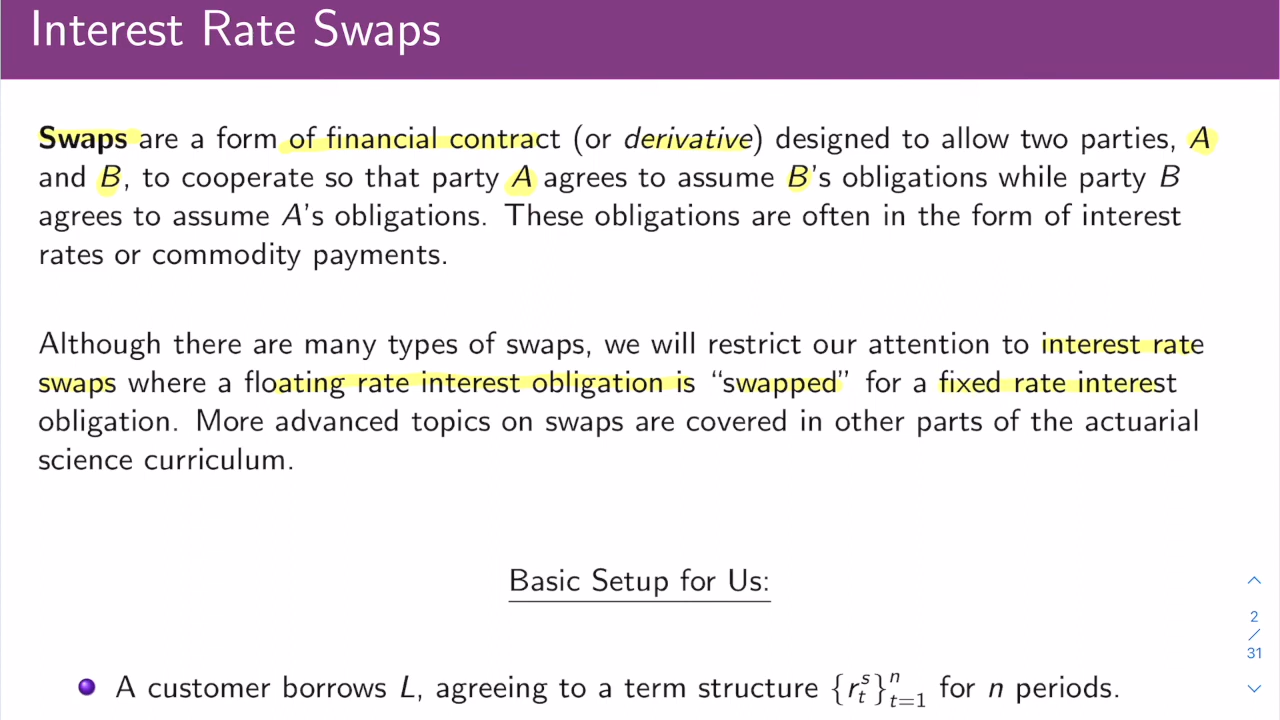 Interest Rate Swaps
Swaps are a form of financial contract (or derivative) designed to allow two parties, A
and B, to cooperate so that party A agrees to assume B's obligations while party B
agrees to assume A's obligations. These obligations are often in the form of interest
rates or commodity payments.
Although there are many types of swaps, we will restrict our attention to interest rate
swaps where a floating rate interest obligation is “swapped” for a fixed rate interest
obligation. More advanced topics on swaps are covered in other parts of the actuarial
science curriculum.
Basic Setup for Us:
2
/
31
A customer borrows L, agreeing to a term structure {r_t^s}_{t=1}^n for n periods.